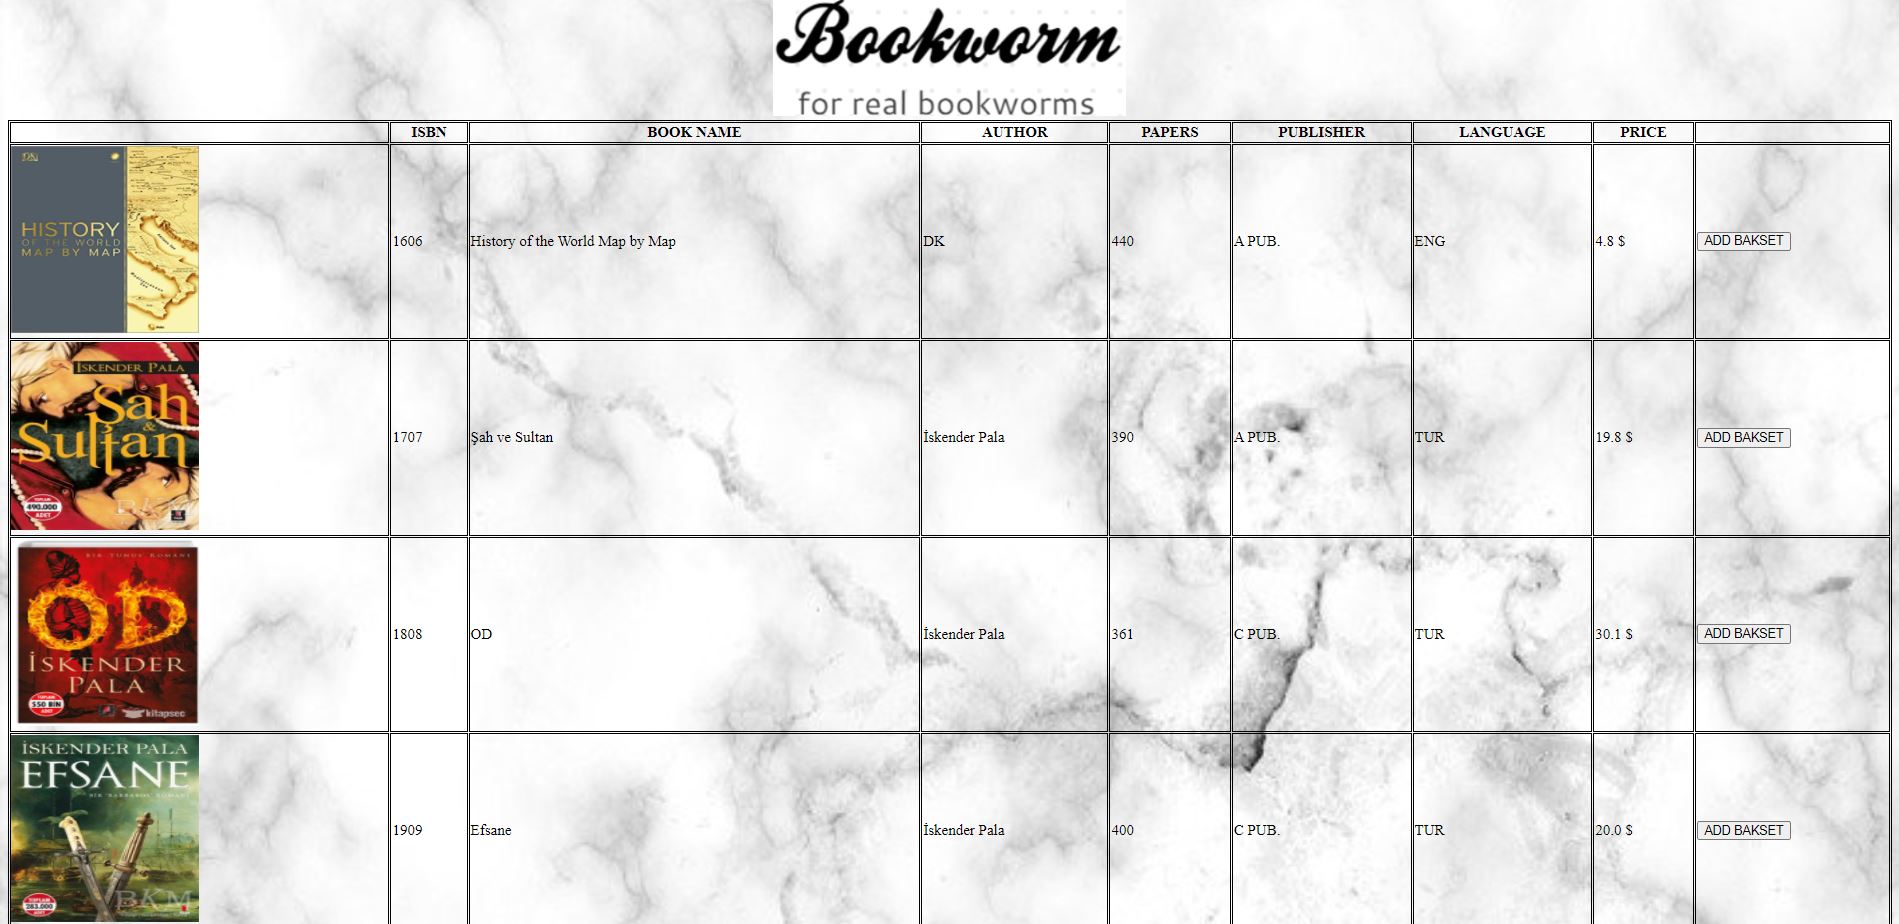 Bookworm
for real bookworms
ISBN BOOK NAME AUTHOR PAPERS PUBLISHER LANGUAGE PRICE
DK
HISTORY
OF THE WORLD
MAP BY MAP
1606 History of the World Map by Map DK 440 A PUB. ENG 4.8 $ ADD BAKSET
İSKENDER PALA
Şah
&
Sultan
TOPLAM
490.000
ADET
1707 Şah ve Sultan İskender Pala 390 A PUB. TUR 19.8 $ ADD BAKSET
BİR 'YUNUS' ROMANI
OD
İSKENDER
PALA
TOPLAM
550 BİN
ADET
kitapsec
1808 OD İskender Pala 361 C PUB. TUR 30.1 $ ADD BAKSET
İSKENDER PALA
EFSANE
BİR 'BARBAROS' ROMANI
TOPLAM
283.000
ADET
BKM
1909 Efsane İskender Pala 400 C PUB. TUR 20.0 $ ADD BAKSET